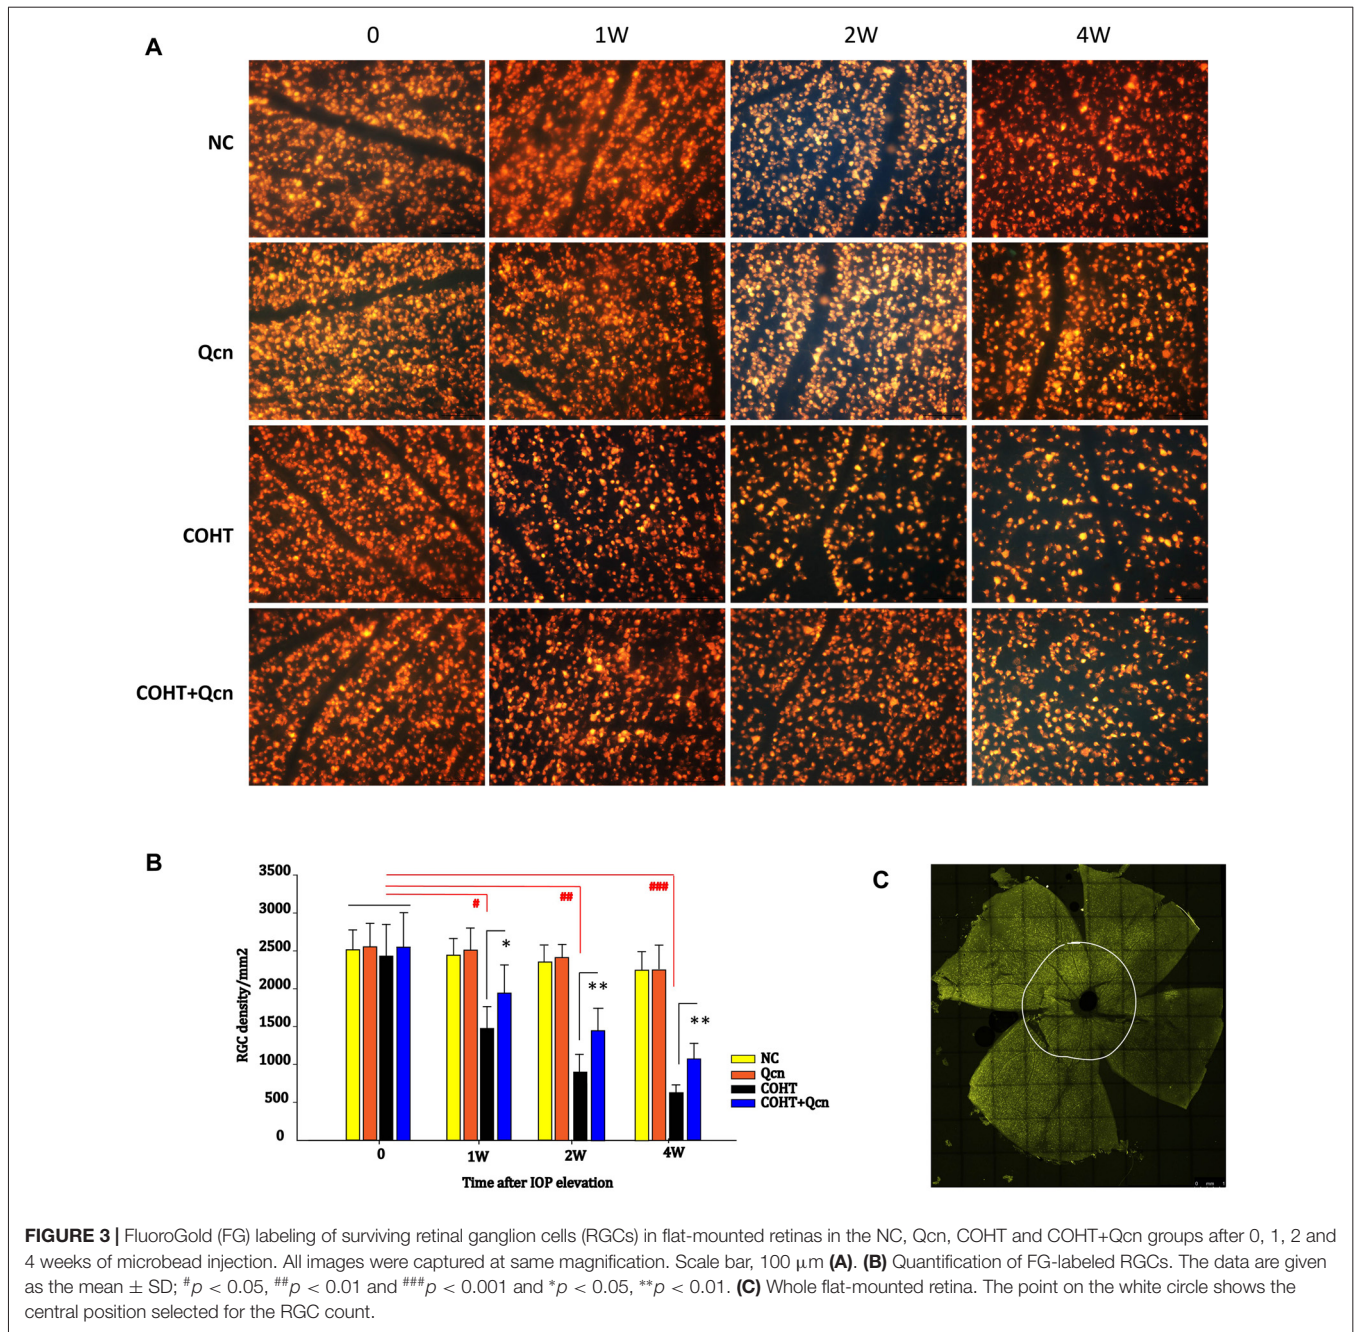 A
0 1W 2W 4W
NC
Qcn
COHT
COHT+Qcn
B
3500
3000
2500
2000
1500
1000
500
0
RGC density/mm2
# ## ###
* ** **
0 1W 2W 4W
Time after IOP elevation
NC
Qcn
COHT
COHT+Qcn
C
0 mm 1
FIGURE 3 | FluoroGold (FG) labeling of surviving retinal ganglion cells (RGCs) in flat-mounted retinas in the NC, Qcn, COHT and COHT+Qcn groups after 0, 1, 2 and
4 weeks of microbead injection. All images were captured at same magnification. Scale bar, 100 μm (A). (B) Quantification of FG-labeled RGCs. The data are given
as the mean ± SD; #p < 0.05, ##p < 0.01 and ###p < 0.001 and *p < 0.05, **p < 0.01. (C) Whole flat-mounted retina. The point on the white circle shows the
central position selected for the RGC count.